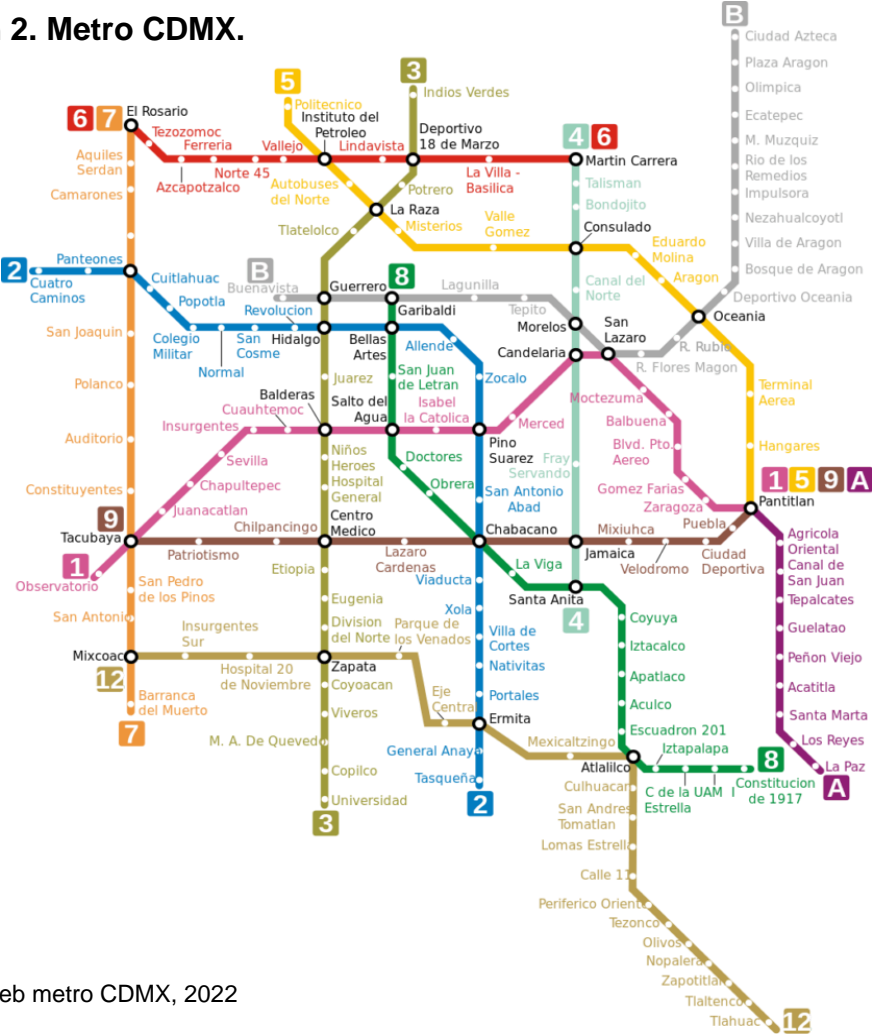 2. Metro CDMX.
B
Ciudad Azteca
Plaza Aragon
Olimpica
Ecatepec
M. Muzquiz
Rio de los
Remedios
Impulsora
Nezahualcoyotl
Villa de Aragon
Bosque de Aragon
Deportivo Oceania
Oceania
R. Rubio
R. Flores Magon
San
Lazaro
Morelos
Tepito
Lagunilla
Garibaldi
Guerrero
Buenavista
B
5
Politecnico
Instituto del
Petroleo
Autobuses
del Norte
La Raza
Misterios
Valle
Gomez
Consulado
Eduardo
Molina
Aragon
Terminal
Aerea
Hangares
1 5 9 A
Pantitlan
3
Indios Verdes
Deportivo
18 de Marzo
Potrero
Tlatelolco
Hidalgo
Juarez
Balderas
Niños
Heroes
Hospital
General
Centro
Medico
Etiopia
Eugenia
Division
del Norte
Zapata
Coyoacan
Viveros
M. A. De Quevedo
Copilco
Universidad
3
6 7
El Rosario
Tezozomoc
Azcapotzalco
Ferreria
Norte 45
Vallejo
Lindavista
La Villa -
Basilica
4 6
Martin Carrera
Talisman
Bondojito
Canal del
Norte
Candelaria
Fray
Servando
Jamaica
Santa Anita
4
Aquiles
Serdan
Camarones
San Joaquin
Polanco
Auditorio
Constituyentes
9
Tacubaya
San Pedro
de los Pinos
San Antonio
Mixcoac
12
Barranca
del Muerto
7
2
Cuatro
Caminos
Panteones
Cuitlahuac
Popotla
Colegio
Militar
Normal
San
Cosme
Revolucion
Bellas
Artes
Allende
Zocalo
Pino
Suarez
San Antonio
Abad
Chabacano
Viaducta
Xola
Villa de
Cortes
Nativitas
Portales
Ermita
General Anaya
Tasqueña
2
1
Observatorio
Juanacatlan
Chapultepec
Sevilla
Insurgentes
Cuauhtemoc
Salto del
Agua
Isabel
la Catolica
Merced
Moctezuma
Balbuena
Blvd. Pto.
Aereo
Gomez Farias
Zaragoza
Patriotismo
Chilpancingo
Lazaro
Cardenas
Mixiuhca
Velodromo
Ciudad
Deportiva
Puebla
8
San Juan
de Letran
Doctores
Obrera
La Viga
Coyuya
Iztacalco
Apatlaco
Aculco
Escuadron 201
Atlalilco
Iztapalapa
C de la
Estrella
UAM I
Constitucion
de 1917
8
Agricola
Oriental
Canal de
San Juan
Tepalcates
Guelatao
Peñon Viejo
Acatitla
Santa Marta
Los Reyes
La Paz
A
Insurgentes
Sur
Hospital 20
de Noviembre
Parque de
los Venados
Eje
Central
Mexicaltzingo
Culhuacan
San Andres
Tomatlan
Lomas Estrella
Calle 11
Periferico Oriente
Tezonco
Olivos
Nopalera
Zapotitlan
Tlaltenco
Tlahuac
12
eb metro CDMX, 2022